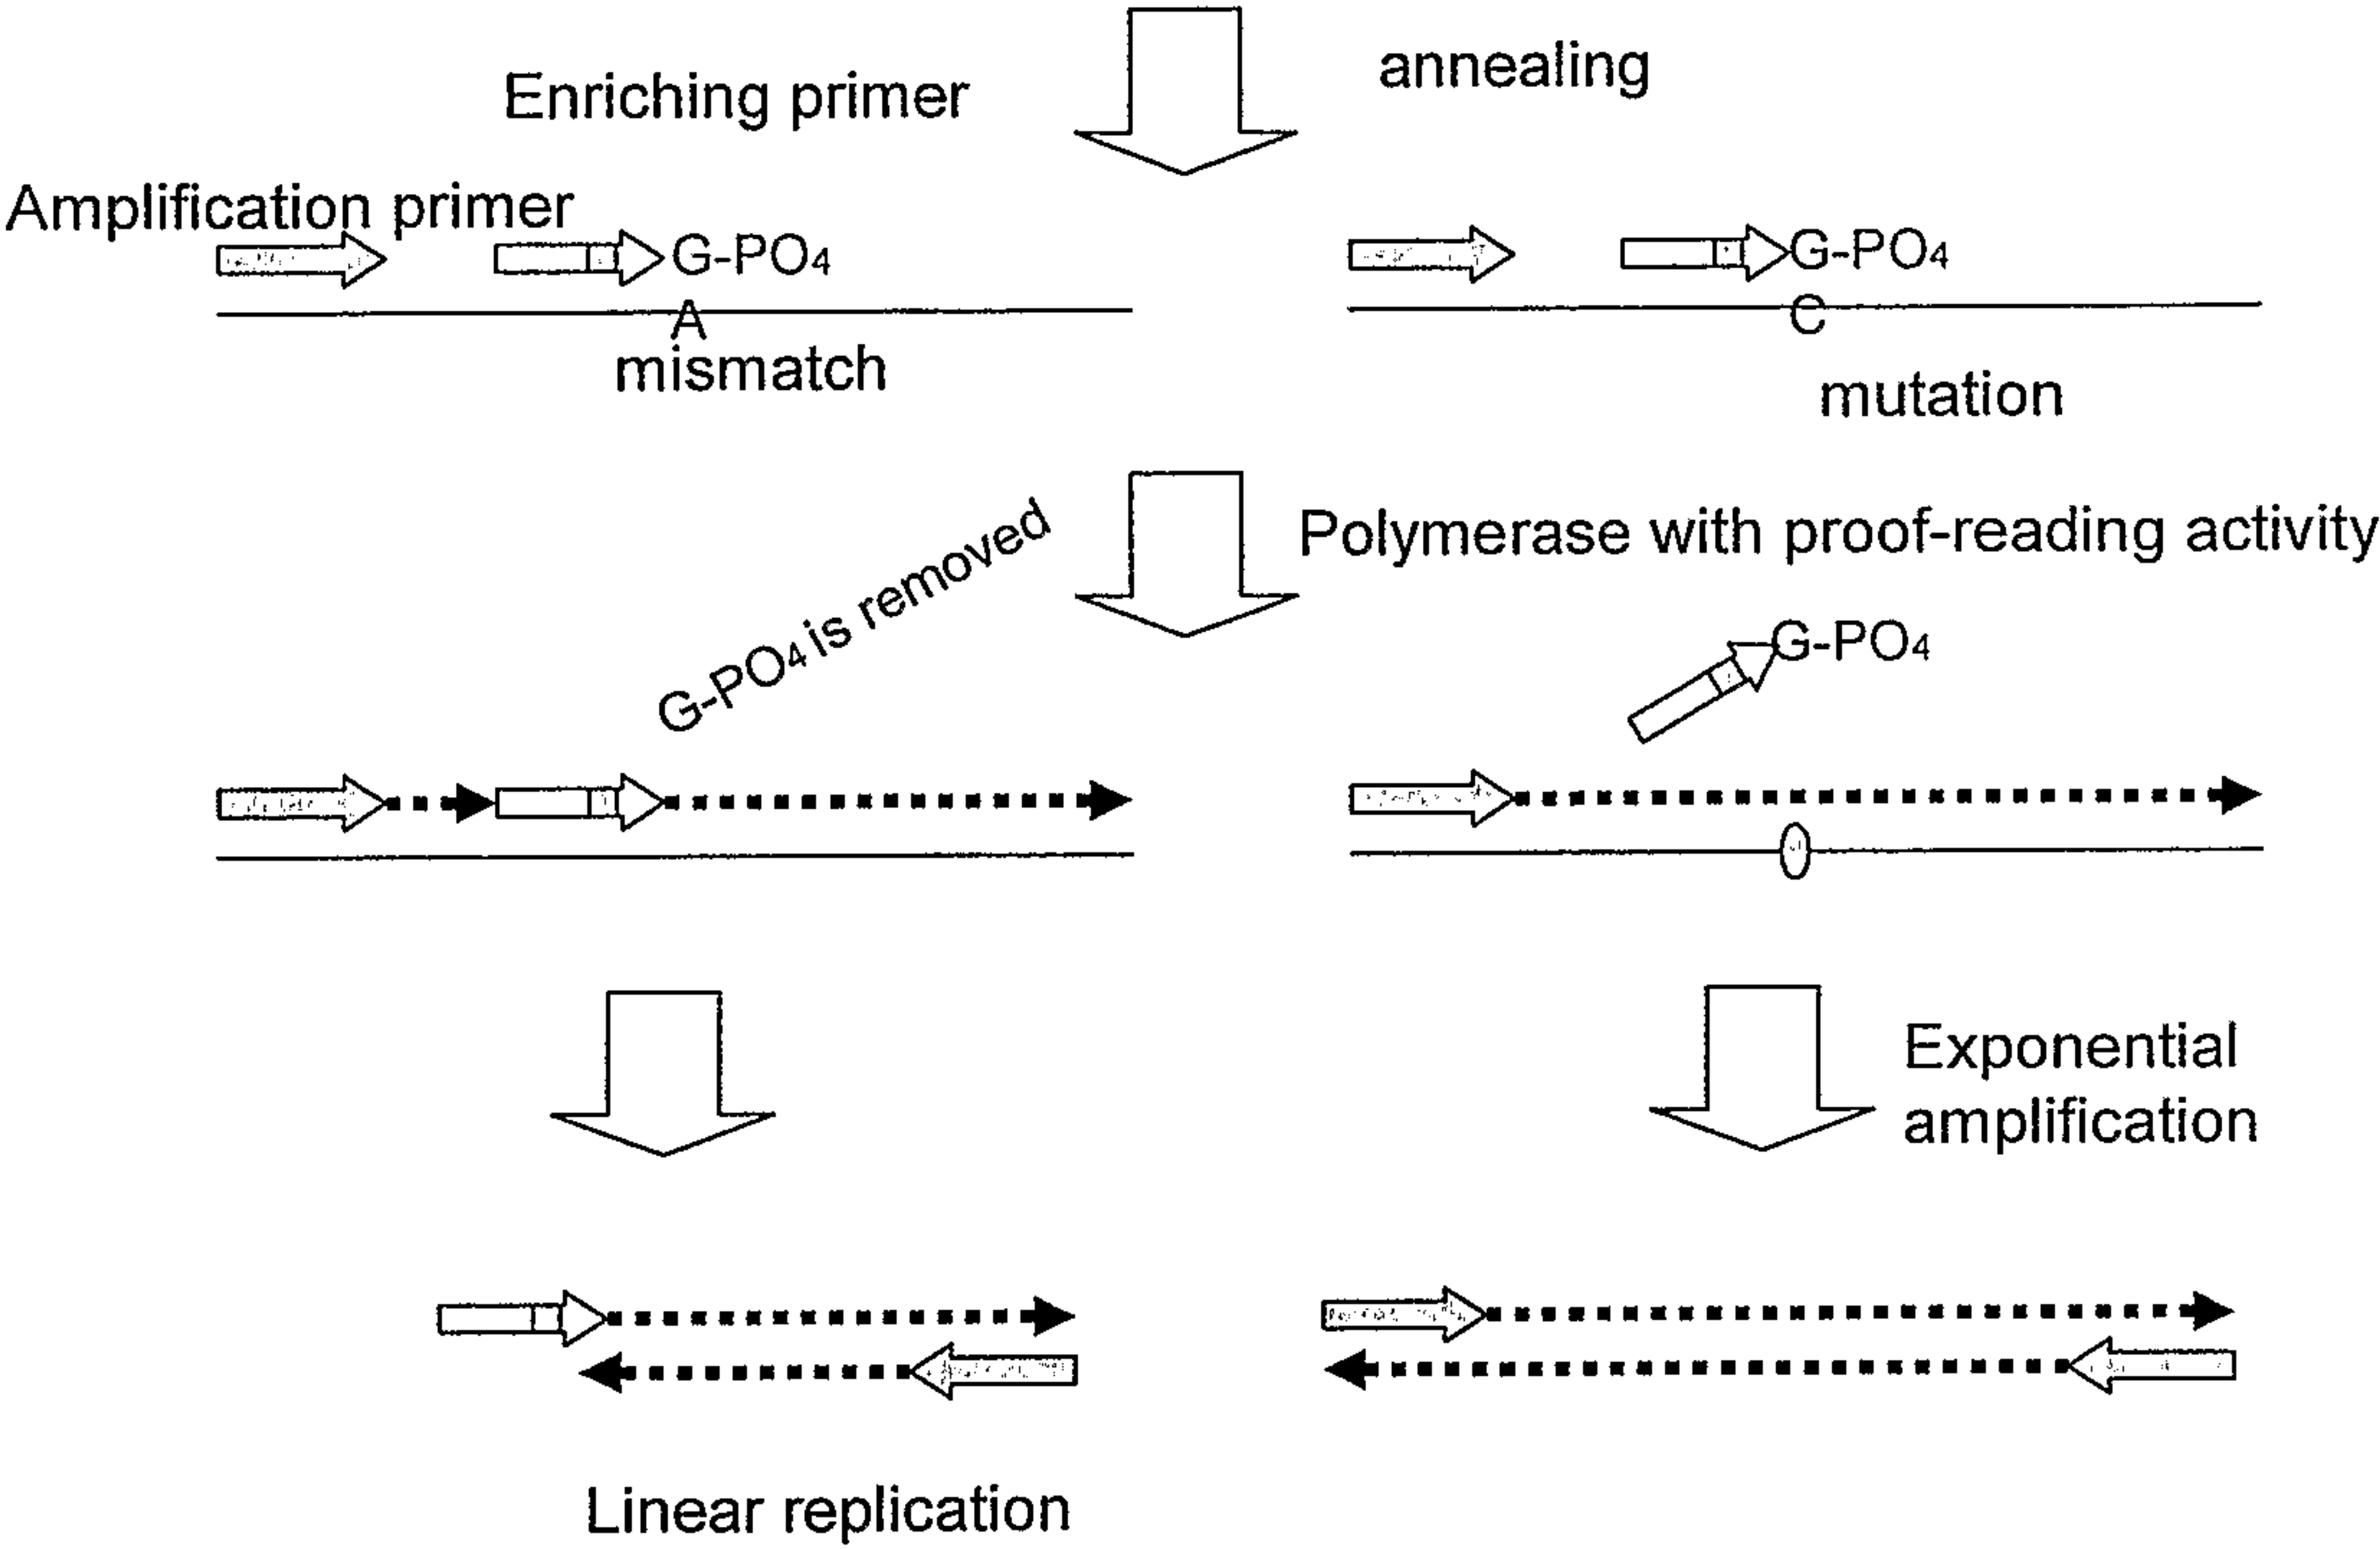 annealing
Enriching primer
Amplification primer
G-PO4
G-PO4
A
C
mismatch
mutation
Polymerase with proof-reading activity
G-PO4 is removed
G-PO4
Exponential
amplification
Linear replication